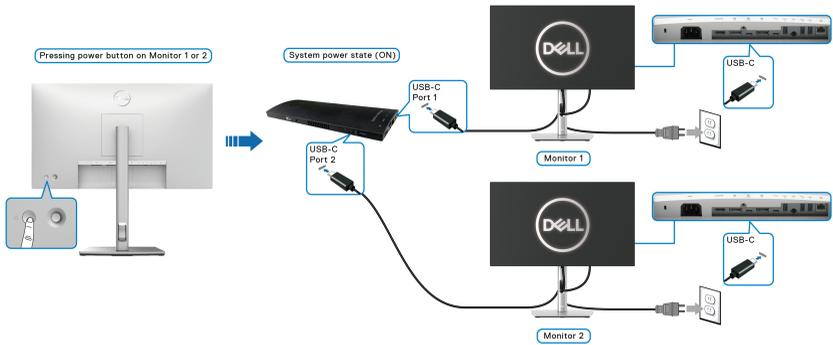 Pressing power button on Monitor 1 or 2
System power state (ON)
USB-C
Port 1
USB-C
Port 2
DELL
USB-C
Monitor 1
DELL
USB-C
Monitor 2